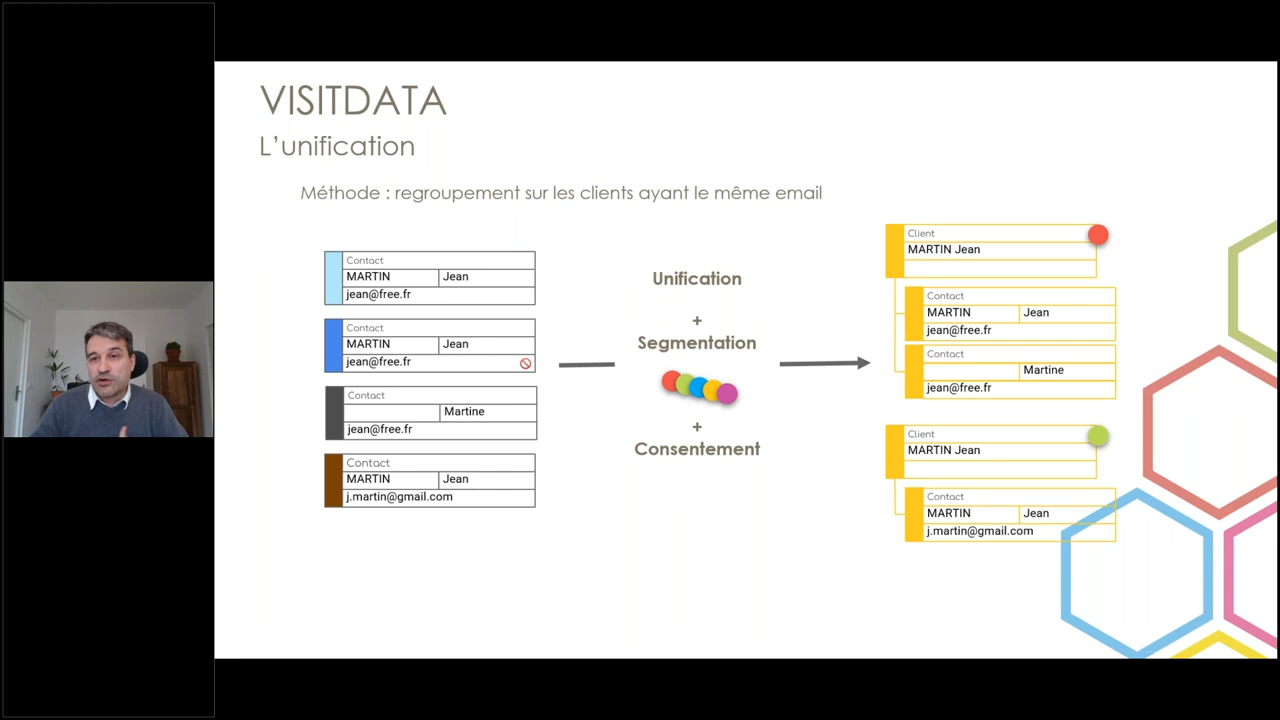 VISITDATA
L'unification
Méthode : regroupement sur les clients ayant le même email
Contact
MARTIN Jean
jean@free.fr
Contact
MARTIN Jean
jean@free.fr
Contact
Martine
jean@free.fr
Contact
MARTIN Jean
j.martin@gmail.com
Unification
+
Segmentation
+
Consentement
Client
MARTIN Jean
Contact
MARTIN Jean
jean@free.fr
Contact
Martine
jean@free.fr
Client
MARTIN Jean
Contact
MARTIN Jean
j.martin@gmail.com